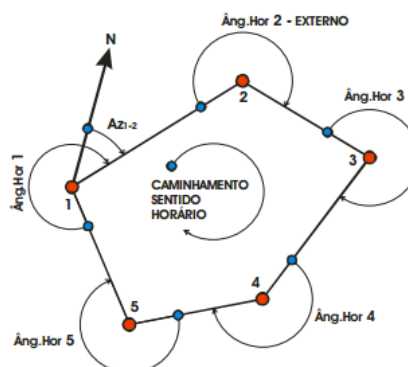 N
Âng.Hor 2 - EXTERNO
2
Âng.Hor 3
Az1-2
3
Âng.Hor 1
1
CAMINHAMENTO
SENTIDO
HORÁRIO
4
5
Âng.Hor 4
Âng.Hor 5